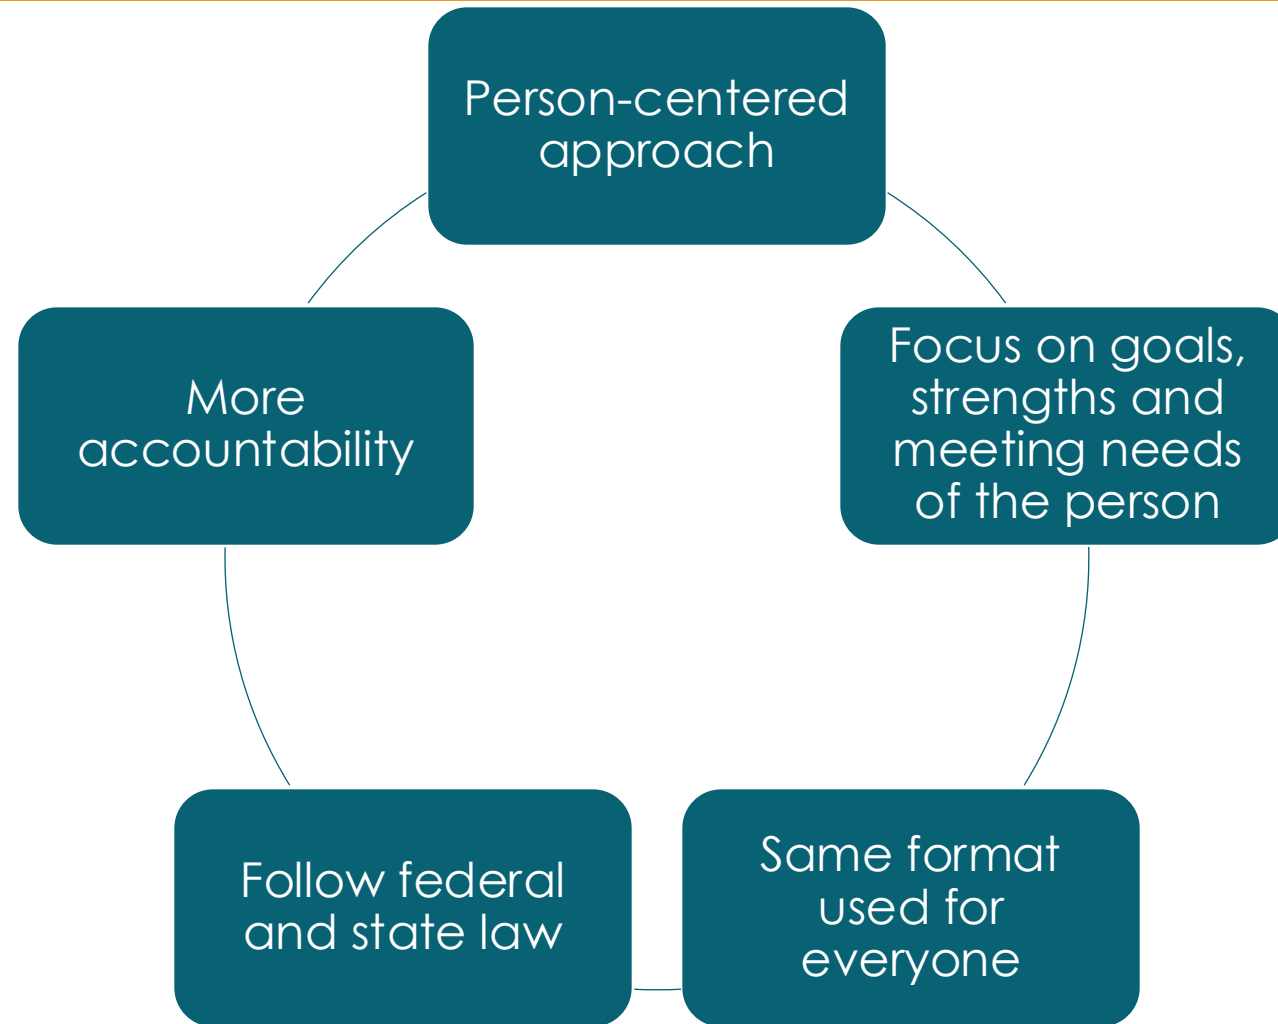 Person-centered
approach
Focus on goals,
strengths and
meeting needs
of the person
Same format
used for
everyone
Follow federal
and state law
More
accountability